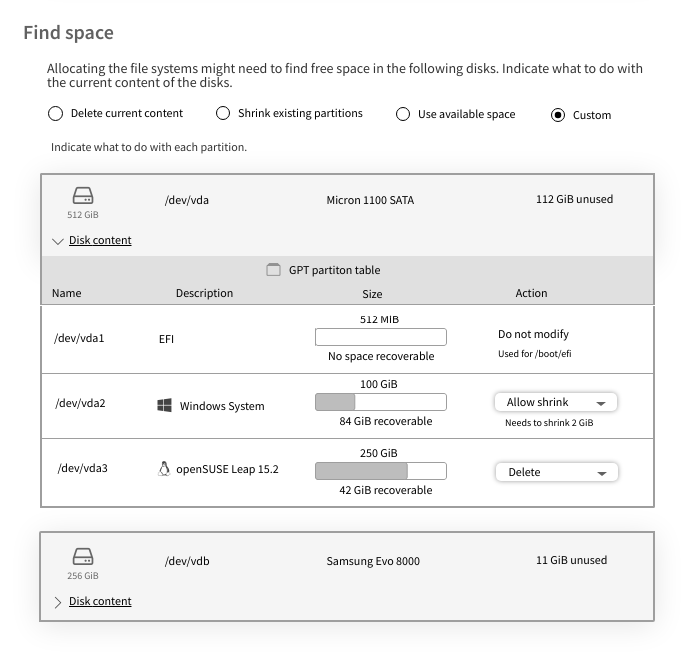 Find space
Allocating the file systems might need to find free space in the following disks. Indicate what to do with
the current content of the disks.
Delete current content
Shrink existing partitions
Use available space
Custom
Indicate what to do with each partition.
/dev/vda
Micron 1100 SATA
112 GiB unused
512 GiB
Disk content
GPT partiton table
Name
Description
Size
Action
512 MIB
/dev/vda1
EFI
Do not modify
No space recoverable
Used for /boot/efi
100 GiB
/dev/vda2
Windows System
Allow shrink
84 GiB recoverable
Needs to shrink 2 GiB
250 GiB
/dev/vda3
openSUSE Leap 15.2
Delete
42 GiB recoverable
/dev/vdb
Samsung Evo 8000
11 GiB unused
256 GiB
Disk content